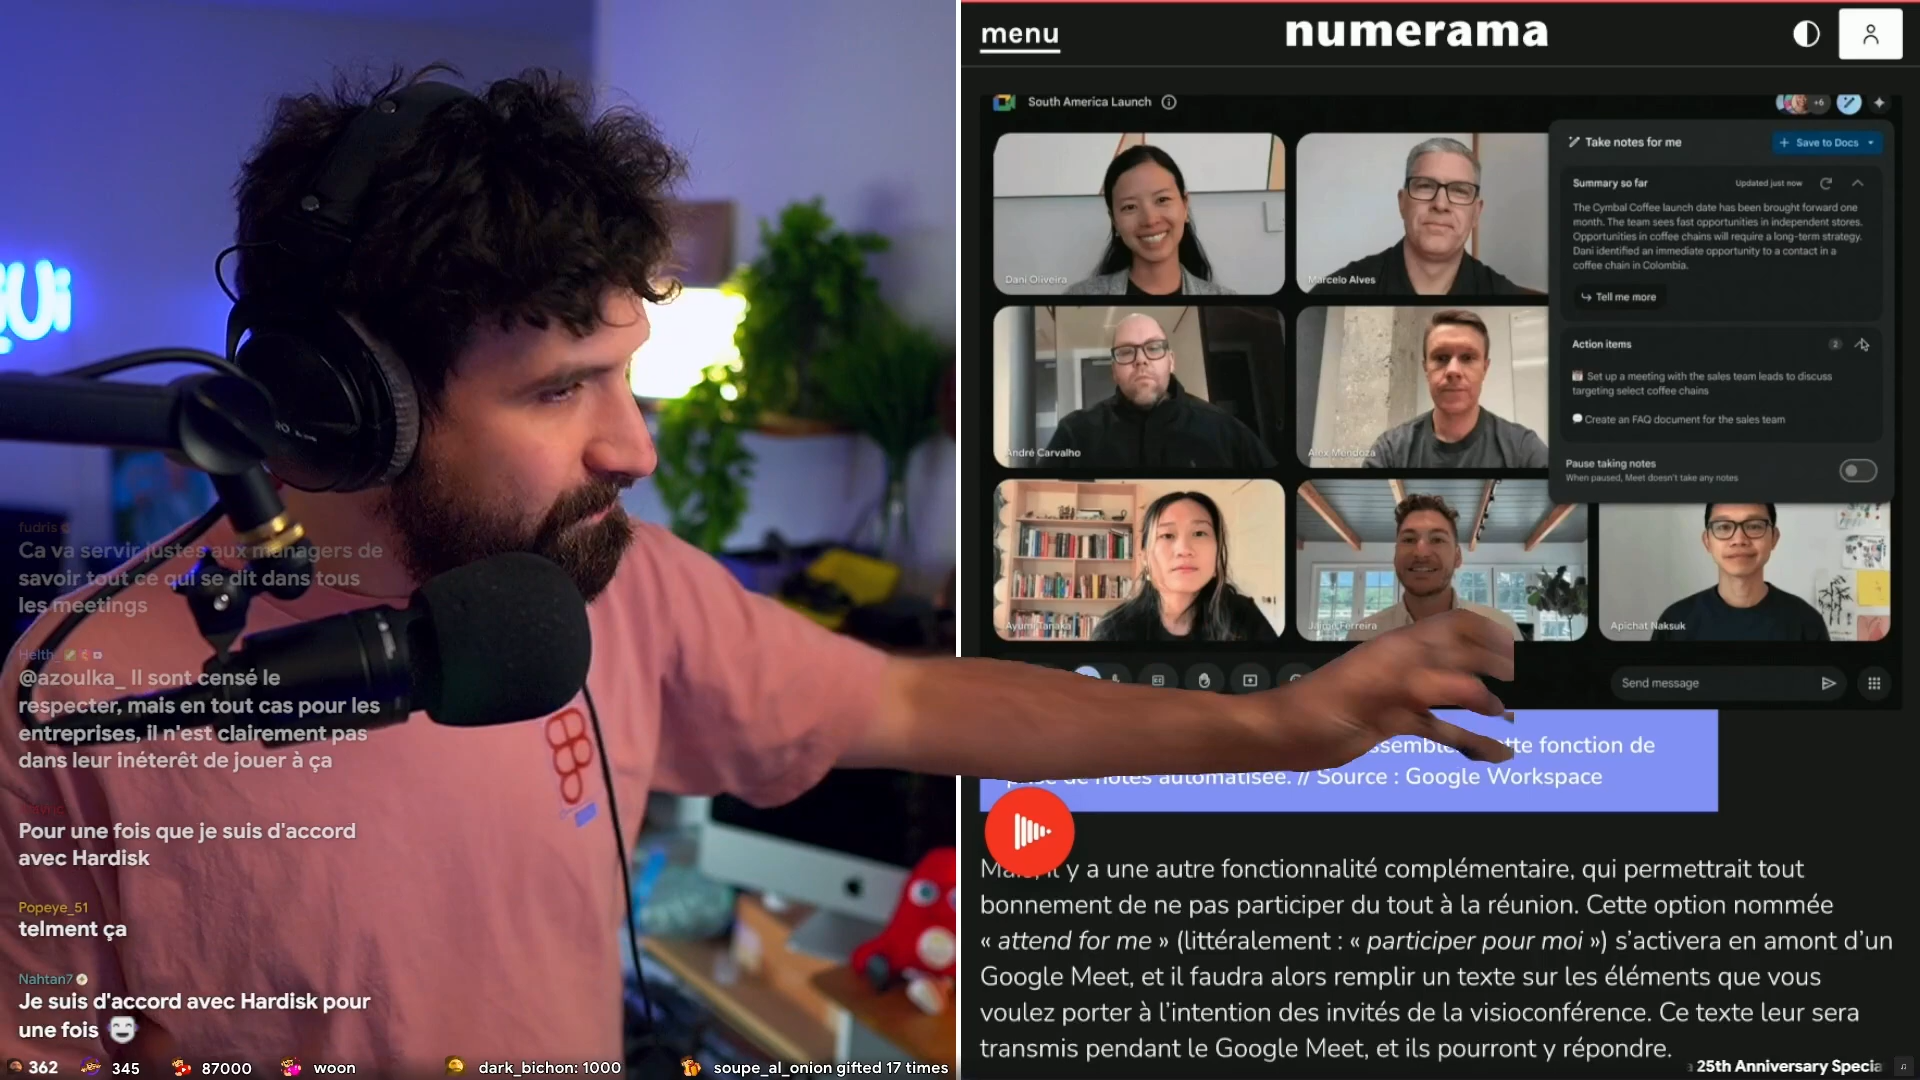 fudris
Ca va servir justes aux managers de
savoir tout ce qui se dit dans tous
les meetings
Helth_
@azoulka_ Il sont censé le
respecter, mais en tout cas pour les
entreprises, il n'est clairement pas
dans leur inéterêt de jouer à ça
Pour une fois que je suis d'accord
avec Hardisk
Popeye_51
telment ça
Nahtan7
Je suis d'accord avec Hardisk pour
une fois
362
345
87000
woon
dark_bichon: 1000
soupe_al_onion gifted 17 times
menu
numerama
South America Launch
+6
Take notes for me
+ Save to Docs
Summary so far
Updated just now
The Cymbal Coffee launch date has been brought forward one
month. The team sees fast opportunities in independent stores.
Opportunities in coffee chains will require a long-term strategy.
Dani identified an immediate opportunity to a contact in a
coffee chain in Colombia.
Tell me more
Action items
2
Set up a meeting with the sales team leads to discuss
targeting select coffee chains
Create an FAQ document for the sales team
Pause taking notes
When paused, Meet doesn't take any notes
Dani Oliveira
Marcelo Alves
André Carvalho
Alex Mendoza
Ayumi Tanaka
Jaime Ferreira
Apichat Naksuk
Send message
fonction de
de notes automatisée. // Source : Google Workspace
il y a une autre fonctionnalité complémentaire, qui permettrait tout
bonnement de ne pas participer du tout à la réunion. Cette option nommée
« attend for me » (littéralement : « participer pour moi ») s'activera en amont d'un
Google Meet, et il faudra alors remplir un texte sur les éléments que vous
voulez porter à l'intention des invités de la visioconférence. Ce texte leur sera
transmis pendant le Google Meet, et ils pourront y répondre.
25th Anniversary Specia